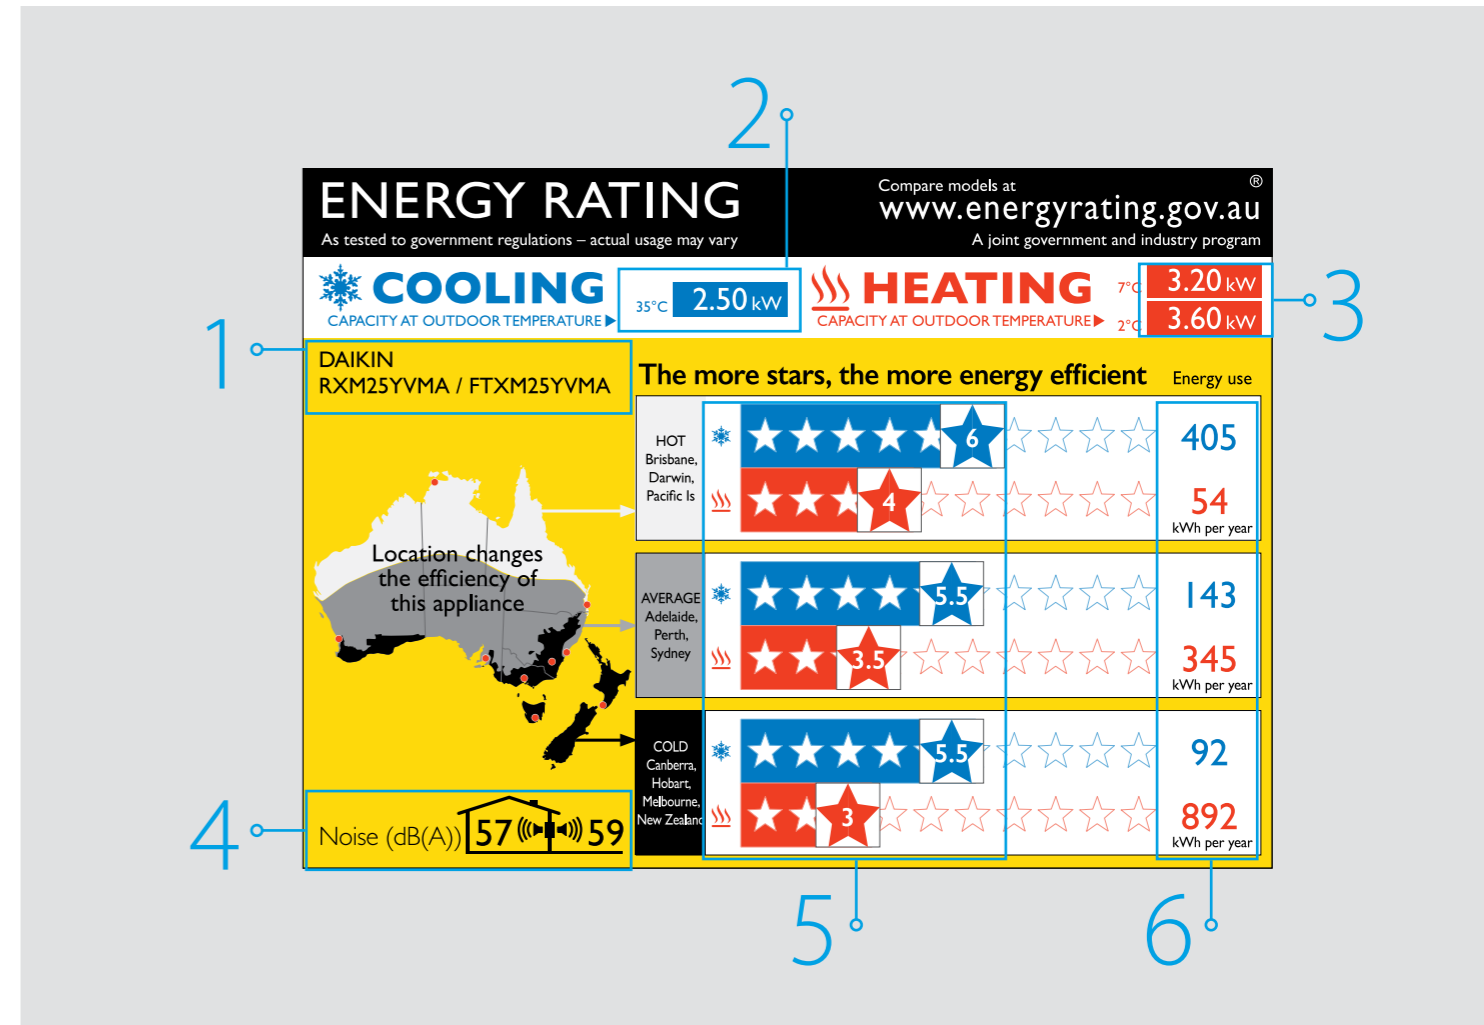 2
ENERGY RATING
As tested to government regulations – actual usage may vary
Compare models at
®
www.energyrating.gov.au
A joint government and industry program
COOLING
CAPACITY AT OUTDOOR TEMPERATURE
35°C 2.50 kW
HEATING
CAPACITY AT OUTDOOR TEMPERATURE
7°C 3.20 kW
2°C 3.60 kW
3
1
DAIKIN
RXM25YVMA / FTXM25YVMA
The more stars, the more energy efficient
Energy use
HOT
Brisbane,
Darwin,
Pacific Is
6
405
4
54
kWh per year
Location changes
the efficiency of
this appliance
AVERAGE
Adelaide,
Perth,
Sydney
5.5
143
3.5
345
kWh per year
COLD
Canberra,
Hobart,
Melbourne,
New Zealand
5.5
92
3
892
kWh per year
4
Noise (dB(A)) 57 59
5
6